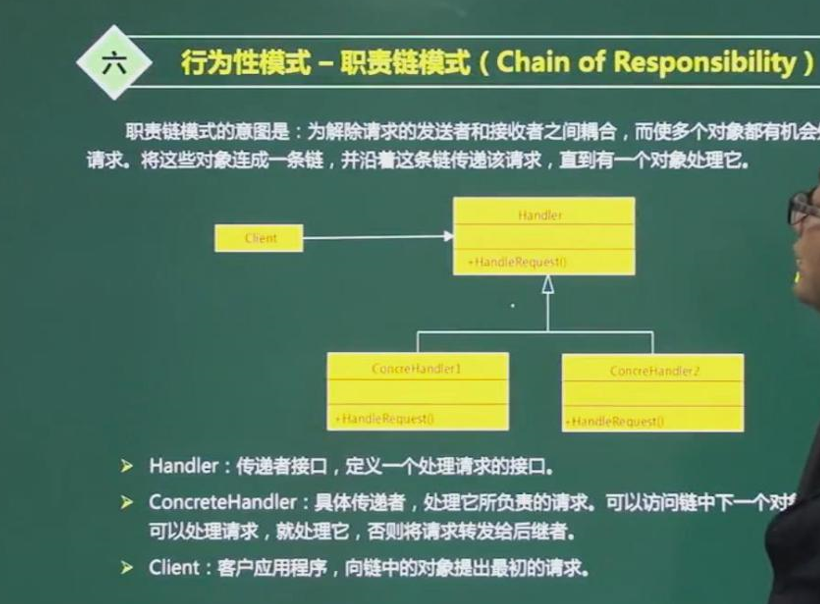 六
行为性模式 – 职责链模式（Chain of Responsibility）
职责链模式的意图是：为解除请求的发送者和接收者之间耦合，而使多个对象都有机会
请求。将这些对象连成一条链，并沿着这条链传递该请求，直到有一个对象处理它。
Handler
Client
+HandleRequest()
ConcreHandler1
ConcreHandler2
+HandleRequest()
+HandleRequest()
➢ Handler：传递者接口，定义一个处理请求的接口。
➢ ConcreteHandler：具体传递者，处理它所负责的请求。可以访问链中下一个对
可以处理请求，就处理它，否则将请求转发给后继者。
➢ Client：客户应用程序，向链中的对象提出最初的请求。